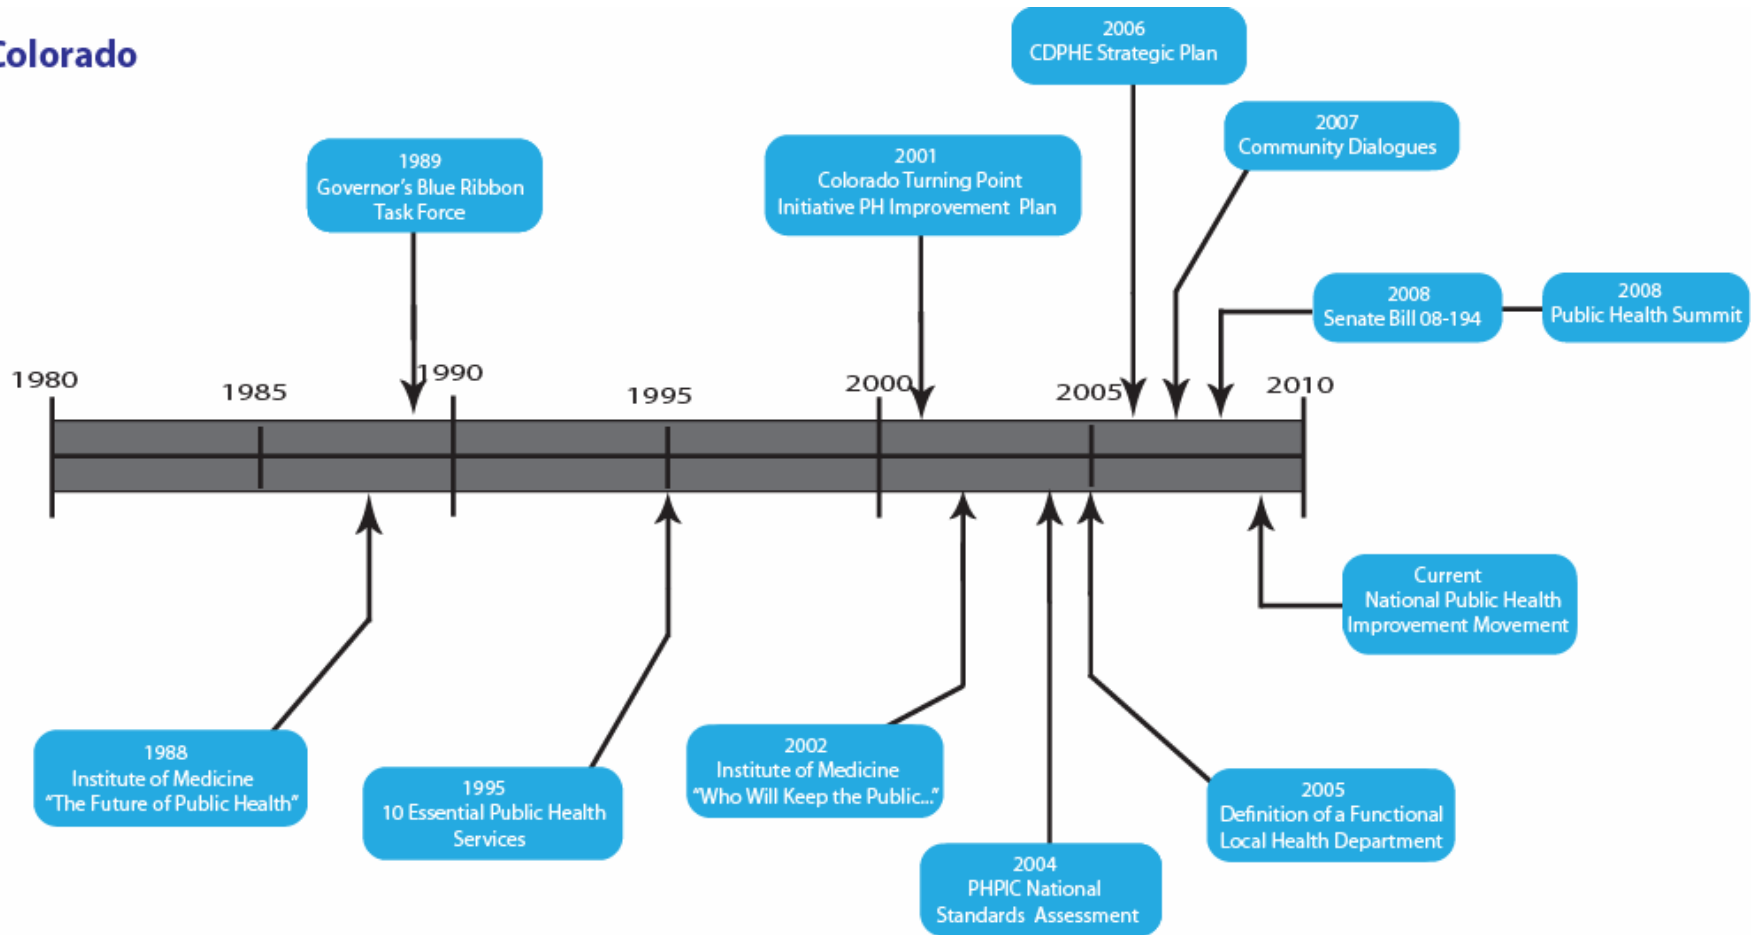 Colorado
2006
CDPHE Strategic Plan
2007
Community Dialogues
1989
Governor's Blue Ribbon
Task Force
2001
Colorado Turning Point
Initiative PH Improvement Plan
2008
Senate Bill 08-194
2008
Public Health Summit
1980
1985
1990
1995
2000
2005
2010
Current
National Public Health
Improvement Movement
1988
Institute of Medicine
“The Future of Public Health”
1995
10 Essential Public Health
Services
2002
Institute of Medicine
“Who Will Keep the Public...”
2005
Definition of a Functional
Local Health Department
2004
PHPIC National
Standards Assessment